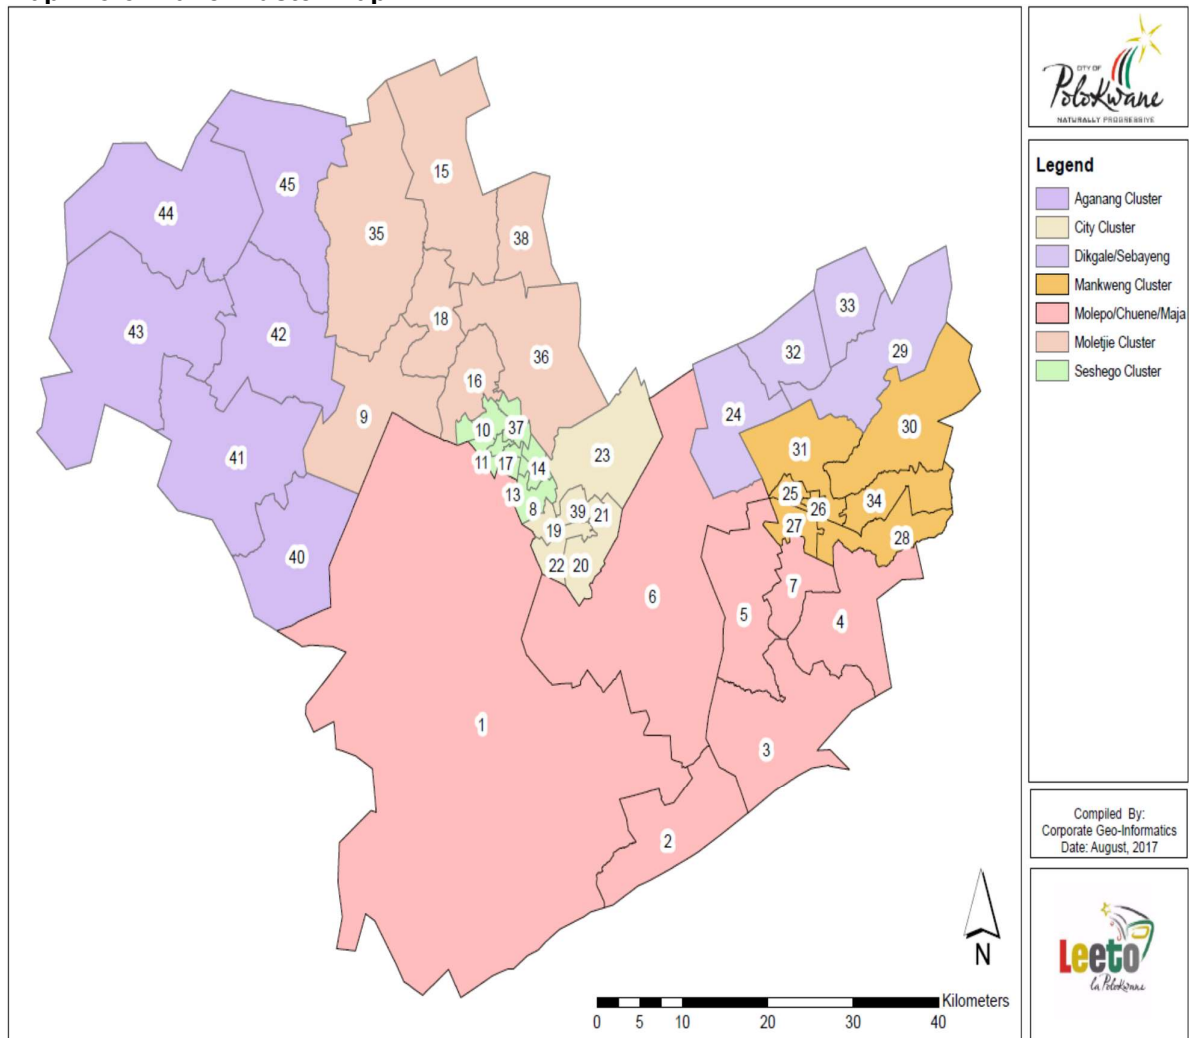 CITY OF
PoloKwane
NATURALLY PROGRESSIVE
Legend
Aganang Cluster
City Cluster
Dikgale/Sebayeng
Mankweng Cluster
Molepo/Chuene/Maja
Moletjie Cluster
Seshego Cluster
15
45
44
35
38
33
18
43
42
32
29
36
16
9
24
10
37
30
31
23
41
11
17
14
25
13
34
8
39
21
26
27
19
28
40
22
20
7
6
5
4
1
3
2
Compiled By:
Corporate Geo-Informatics
Date: August, 2017
N
Kilometers
0 5 10 20 30 40
Leeto
la Polokwane